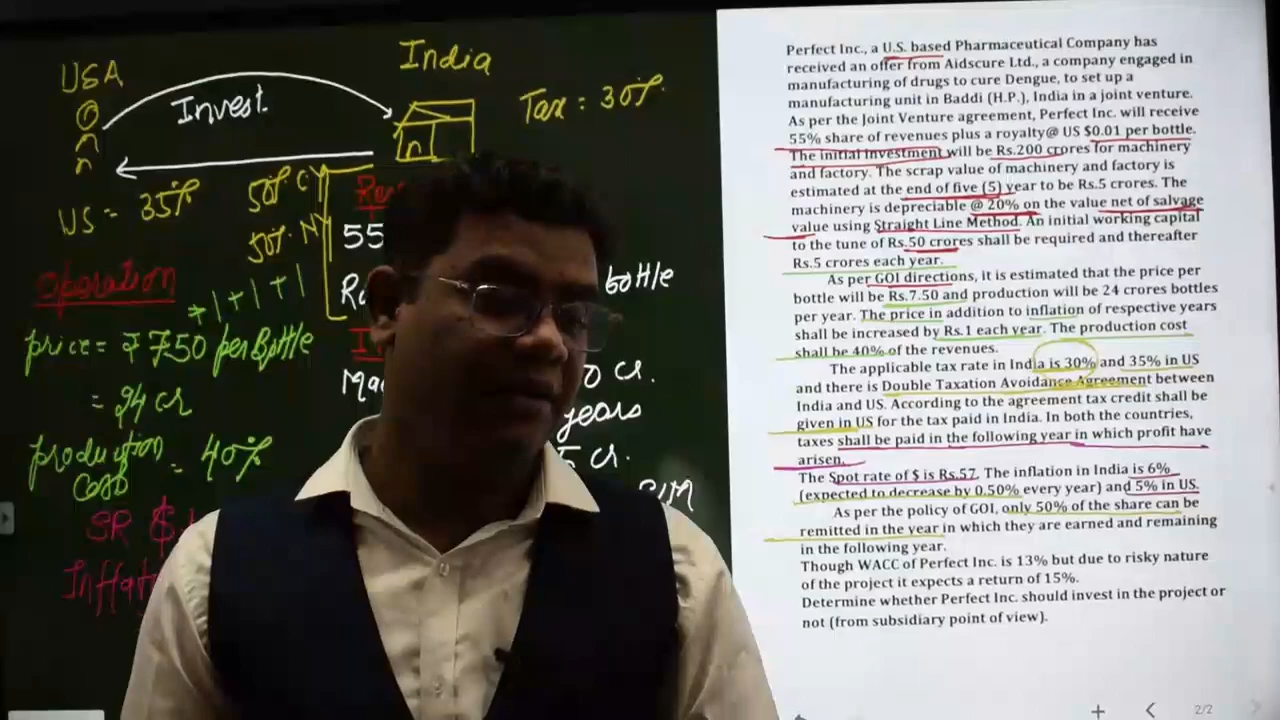 USA
India
Invest.
Tax = 30%
US = 35%
50% CY
50% NY
55
bottle
Operation
+1 +1 +1
price = ₹ 7.50 per Bottle
= 24 cr
production
cost = 40%
0 cr.
years
cr.
SR $
Perfect Inc., a U.S. based Pharmaceutical Company has
received an offer from Aidscure Ltd., a company engaged in
manufacturing of drugs to cure Dengue, to set up a
manufacturing unit in Baddi (H.P.), India in a joint venture.
As per the Joint Venture agreement, Perfect Inc. will receive
55% share of revenues plus a royalty@ US $0.01 per bottle.
The initial investment will be Rs.200 crores for machinery
and factory. The scrap value of machinery and factory is
estimated at the end of five (5) year to be Rs.5 crores. The
machinery is depreciable @ 20% on the value net of salvage
value using Straight Line Method. An initial working capital
to the tune of Rs.50 crores shall be required and thereafter
Rs.5 crores each year.
As per GOI directions, it is estimated that the price per
bottle will be Rs.7.50 and production will be 24 crores bottles
per year. The price in addition to inflation of respective years
shall be increased by Rs.1 each year. The production cost
shall be 40% of the revenues.
The applicable tax rate in India is 30% and 35% in US
and there is Double Taxation Avoidance Agreement between
India and US. According to the agreement tax credit shall be
given in US for the tax paid in India. In both the countries,
taxes shall be paid in the following year in which profit have
arisen.
The Spot rate of $ is Rs.57. The inflation in India is 6%
(expected to decrease by 0.50% every year) and 5% in US.
As per the policy of GOI, only 50% of the share can be
remitted in the year in which they are earned and remaining
in the following year.
Though WACC of Perfect Inc. is 13% but due to risky nature
of the project it expects a return of 15%.
Determine whether Perfect Inc. should invest in the project or
not (from subsidiary point of view).
2/2